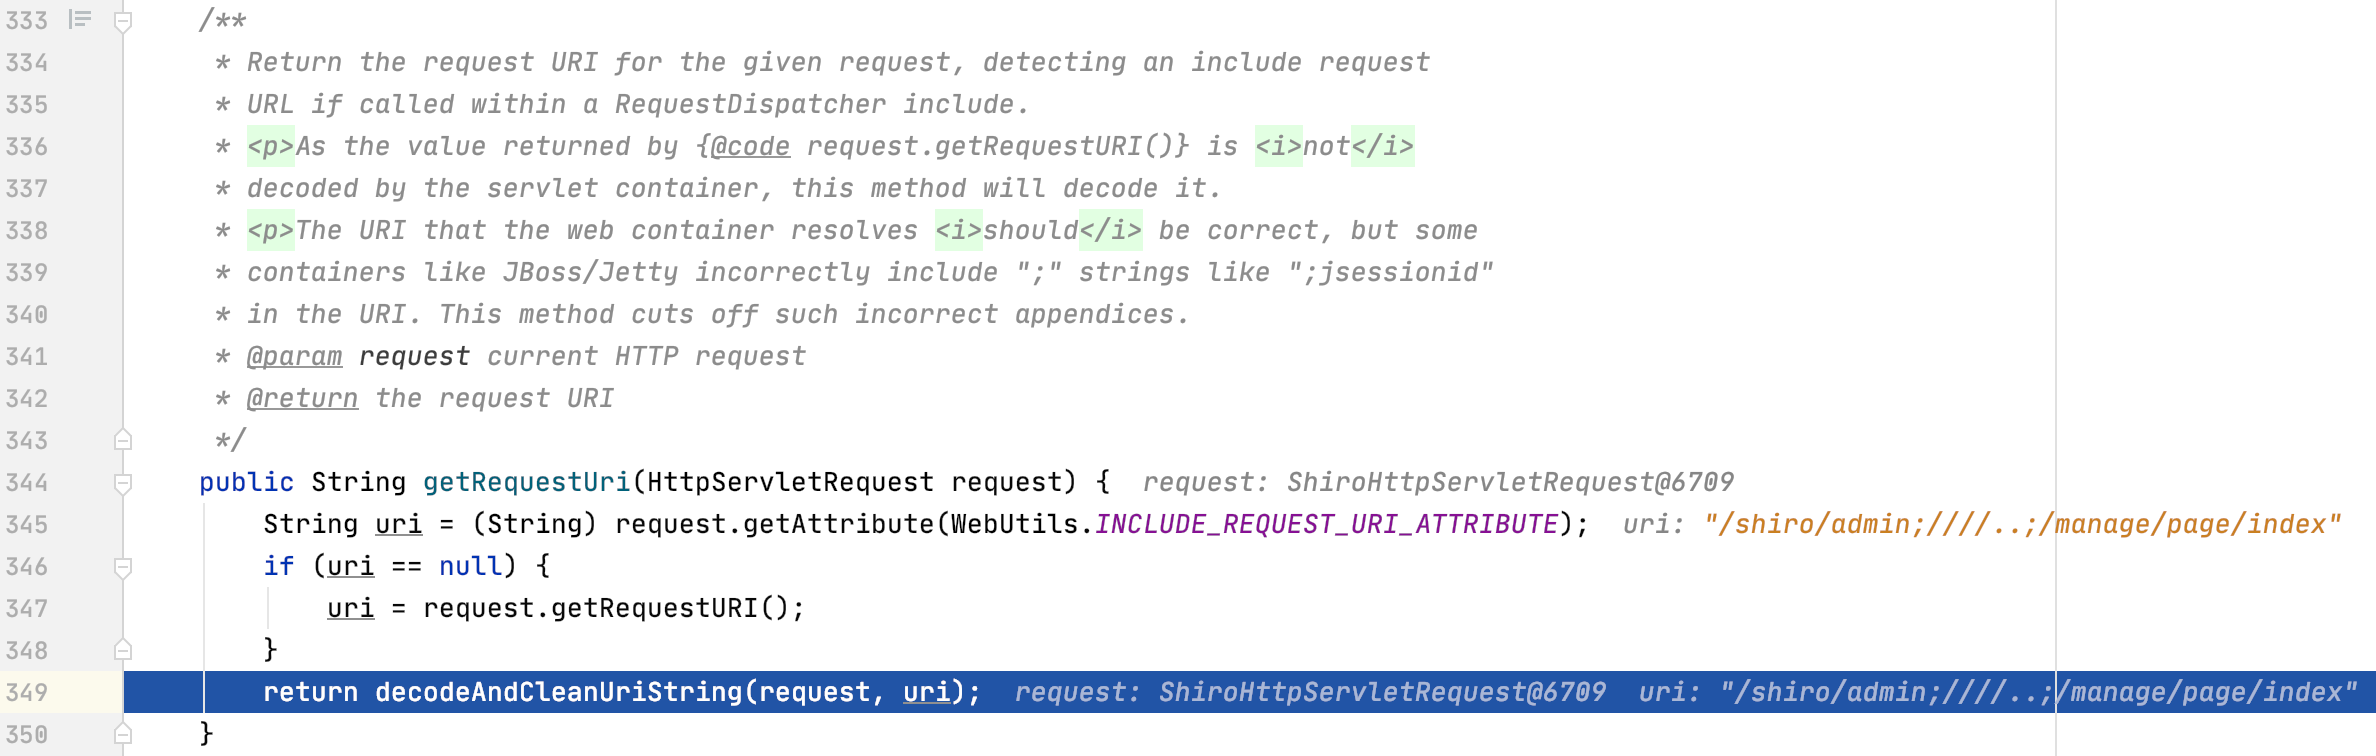 333 /**
334 * Return the request URI for the given request, detecting an include request
335 * URL if called within a RequestDispatcher include.
336 * <p>As the value returned by {@code request.getRequestURI()} is <i>not</i>
337 * decoded by the servlet container, this method will decode it.
338 * <p>The URI that the web container resolves <i>should</i> be correct, but some
339 * containers like JBoss/Jetty incorrectly include ";" strings like ";jsessionid"
340 * in the URI. This method cuts off such incorrect appendices.
341 * @param request current HTTP request
342 * @return the request URI
343 */
344 public String getRequestUri(HttpServletRequest request) { request: ShiroHttpServletRequest@6709
345 String uri = (String) request.getAttribute(WebUtils.INCLUDE_REQUEST_URI_ATTRIBUTE); uri: "/shiro/admin;////..;/manage/page/index"
346 if (uri == null) {
347 uri = request.getRequestURI();
348 }
349 return decodeAndCleanUriString(request, uri); request: ShiroHttpServletRequest@6709 uri: "/shiro/admin;////..;/manage/page/index"
350 }